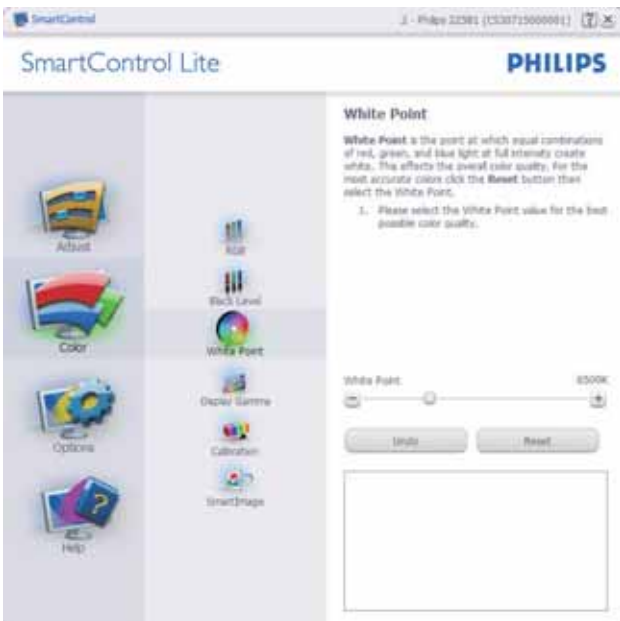 SmartControl
SmartControl Lite
PHILIPS
Adjust
Color
Options
Help
RGB
Black Level
White Point
Display Gamma
Calibration
SmartImage
White Point
White Point is the point at which equal combinations
of red, green, and blue light at full intensity create
white. This effects the overall color quality. For the
most accurate colors click the Reset button then
select the White Point.
1. Please select the White Point value for the best
possible color quality.
White Point 6500K
Undo Reset